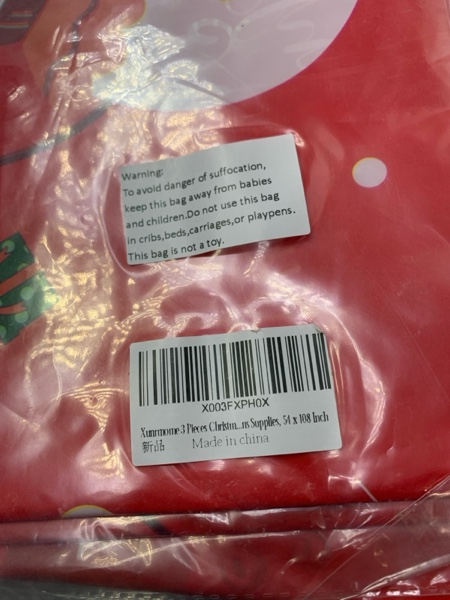 Warning:
To avoid danger of suffocation,
keep this bag away from babies
and children.Do not use this bag
in cribs,beds,carriages,or playpens.
This bag is not a toy.
X003FXPH0X
Xunrmome 3 Pieces Christm...ns Supplies, 54 x 108 Inch
新品 Made in china